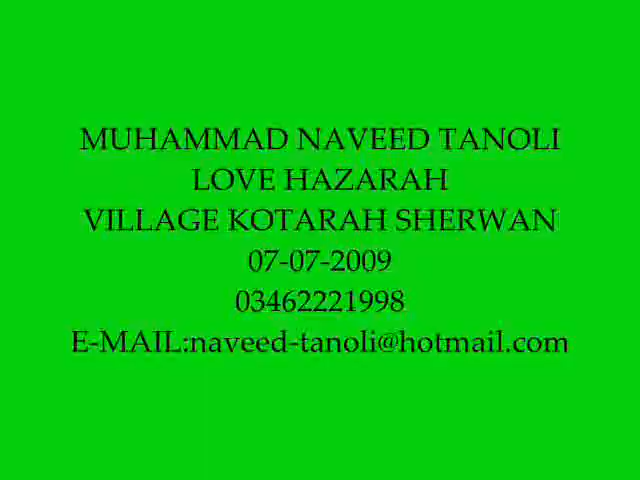 MUHAMMAD NAVEED TANOLI
LOVE HAZARAH
VILLAGE KOTARAH SHERWAN
07-07-2009
03462221998
E-MAIL:naveed-tanoli@hotmail.com